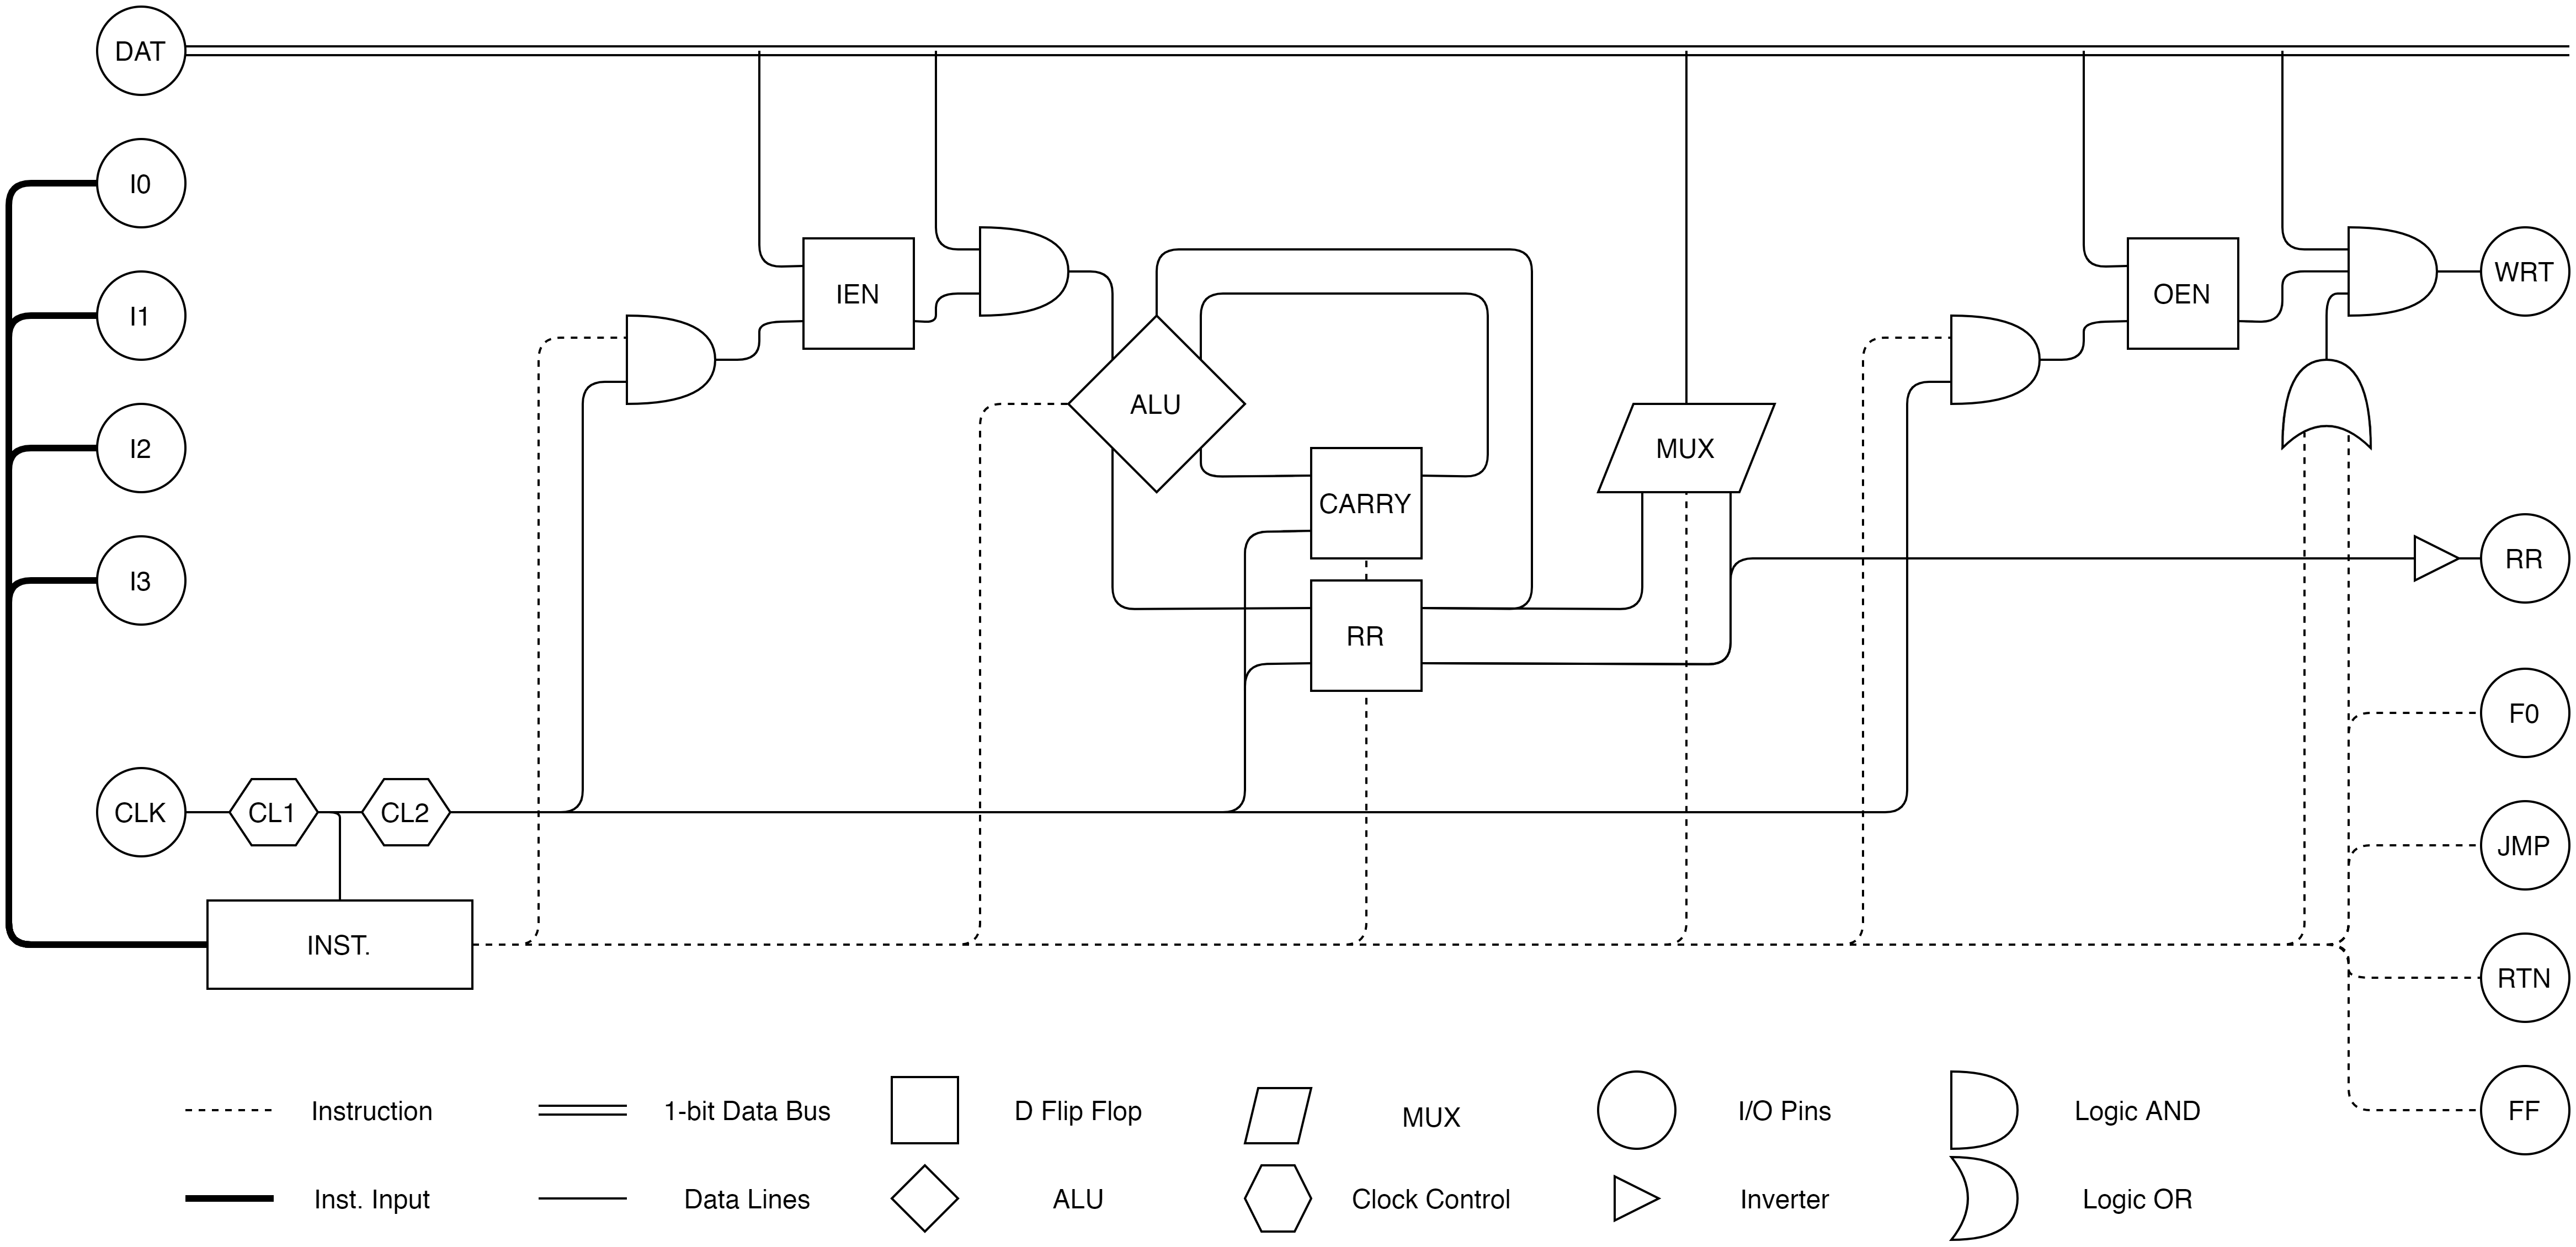 DAT
I0
I1
IEN
WRT
OEN
ALU
I2
MUX
CARRY
I3
RR
RR
F0
CLK
CL1
CL2
JMP
INST.
RTN
Instruction
1-bit Data Bus
D Flip Flop
MUX
I/O Pins
Logic AND
FF
Inst. Input
Data Lines
ALU
Clock Control
Inverter
Logic OR